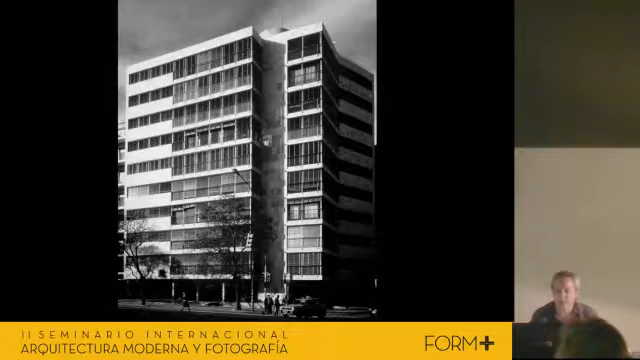 II SEMINARIO INTERNACIONAL
ARQUITECTURA MODERNA Y FOTOGRAFÍA
FORM+